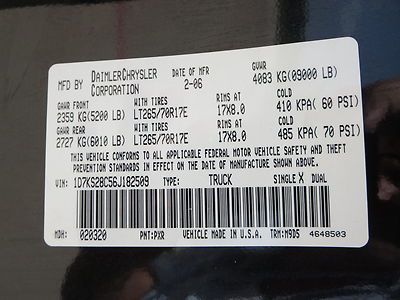 MFD BY DAIMLERCHRYSLER CORPORATION
DATE OF MFR 2-06
GVWR 4083 KG(09000 LB)
GAWR FRONT WITH TIRES RIMS AT COLD
2359 KG(5200 LB) LT265/70R17E 17X8.0 410 KPA( 60 PSI)
GAWR REAR WITH TIRES RIMS AT COLD
2727 KG(6010 LB) LT265/70R17E 17X8.0 485 KPA( 70 PSI)
THIS VEHICLE CONFORMS TO ALL APPLICABLE FEDERAL MOTOR VEHICLE SAFETY AND
THEFT PREVENTION STANDARDS IN EFFECT ON THE DATE OF MANUFACTURE SHOWN ABOVE.
VIN: 1D7KS28C56J182509 TYPE: TRUCK SINGLE X DUAL
MDH: 020320 PNT:PXR VEHICLE MADE IN U.S.A. TRM:M9D5 4648503